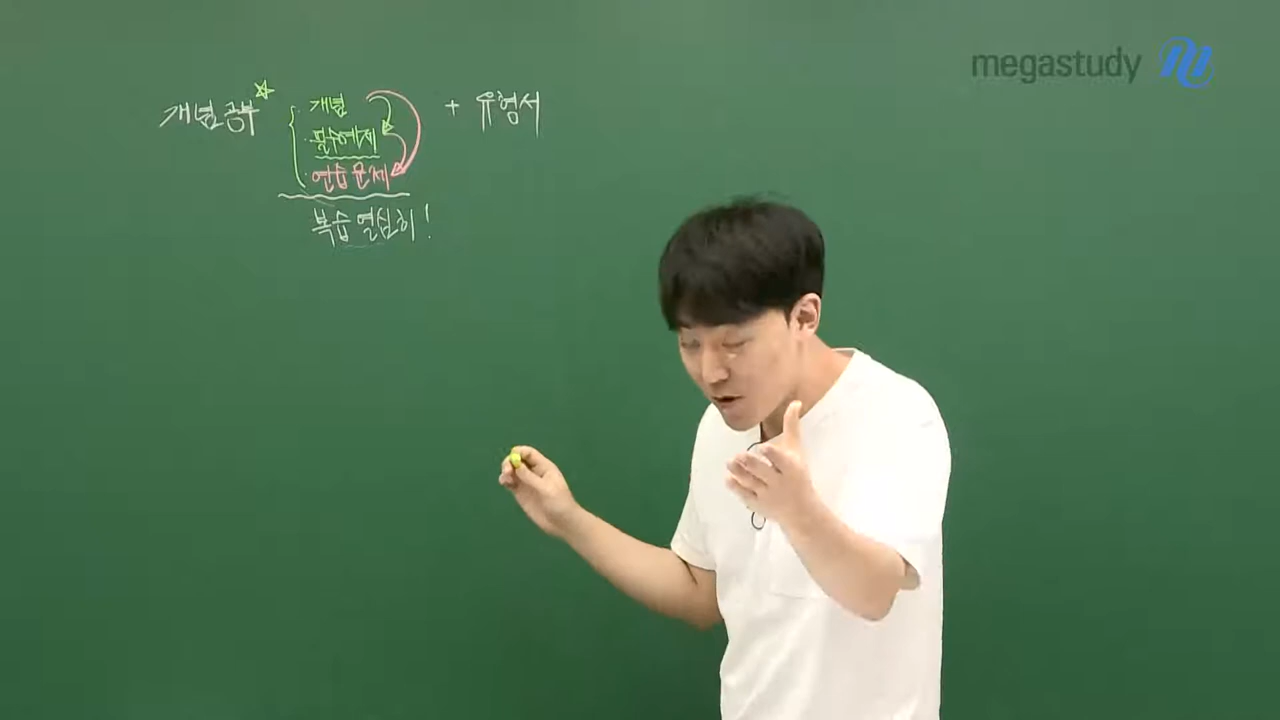 megastudy
개념공부 개념 + 유형서
필수예제
연습문제
복습 열심히!